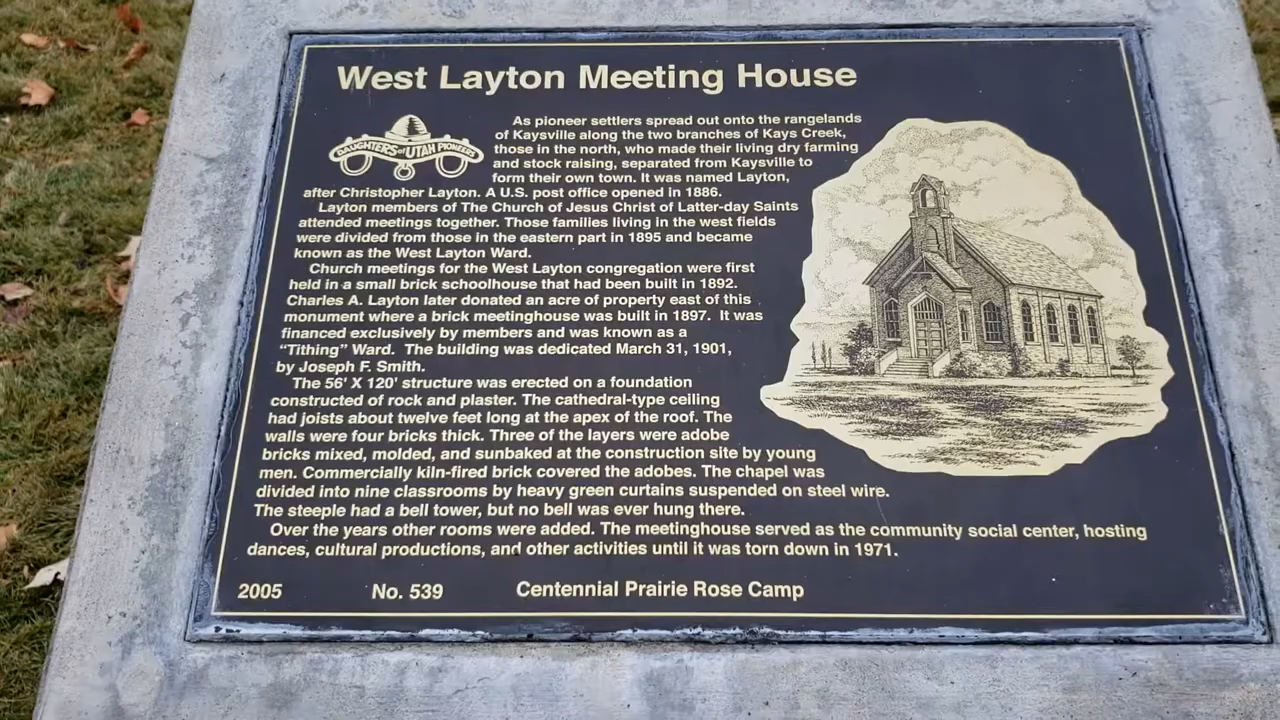 West Layton Meeting House
DAUGHTERS OF UTAH PIONEERS
As pioneer settlers spread out onto the rangelands
of Kaysville along the two branches of Kays Creek,
those in the north, who made their living dry farming
and stock raising, separated from Kaysville to
form their own town. It was named Layton,
after Christopher Layton. A U.S. post office opened in 1886.
Layton members of The Church of Jesus Christ of Latter-day Saints
attended meetings together. Those families living in the west fields
were divided from those in the eastern part in 1895 and became
known as the West Layton Ward.
Church meetings for the West Layton congregation were first
held in a small brick schoolhouse that had been built in 1892.
Charles A. Layton later donated an acre of property east of this
monument where a brick meetinghouse was built in 1897. It was
financed exclusively by members and was known as a
“Tithing” Ward. The building was dedicated March 31, 1901,
by Joseph F. Smith.
The 56' X 120' structure was erected on a foundation
constructed of rock and plaster. The cathedral-type ceiling
had joists about twelve feet long at the apex of the roof. The
walls were four bricks thick. Three of the layers were adobe
bricks mixed, molded, and sunbaked at the construction site by young
men. Commercially kiln-fired brick covered the adobes. The chapel was
divided into nine classrooms by heavy green curtains suspended on steel wire.
The steeple had a bell tower, but no bell was ever hung there.
Over the years other rooms were added. The meetinghouse served as the community social center, hosting
dances, cultural productions, and other activities until it was torn down in 1971.
2005 No. 539 Centennial Prairie Rose Camp